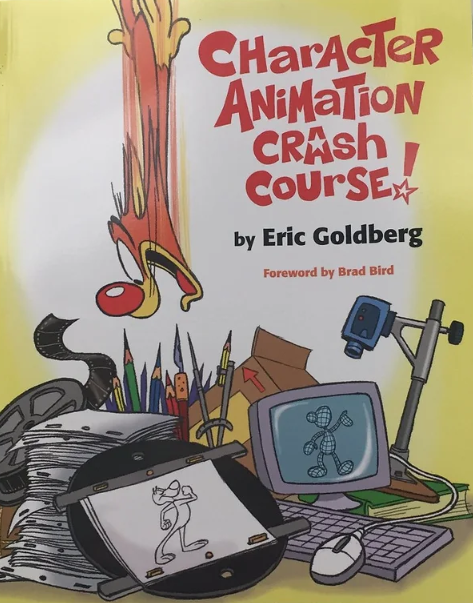 CHARACTER
ANIMATION
CRASH
COURSE!
by Eric Goldberg
Foreword by Brad Bird